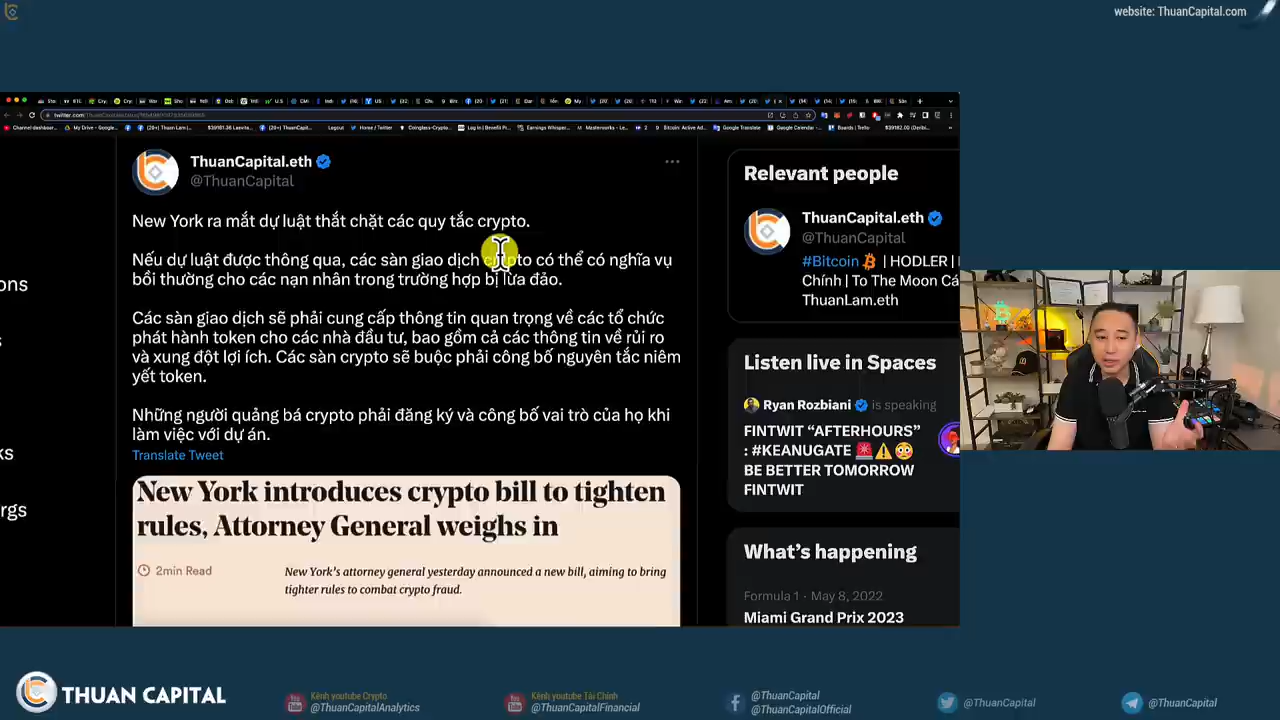 website: ThuanCapital.com
ThuanCapital.eth
@ThuanCapital
New York ra mắt dự luật thắt chặt các quy tắc crypto.
Nếu dự luật được thông qua, các sàn giao dịch crypto có thể có nghĩa vụ
bồi thường cho các nạn nhân trong trường hợp bị lừa đảo.
Các sàn giao dịch sẽ phải cung cấp thông tin quan trọng về các tổ chức
phát hành token cho các nhà đầu tư, bao gồm cả các thông tin về rủi ro
và xung đột lợi ích. Các sàn crypto sẽ buộc phải công bố nguyên tắc niêm
yết token.
Những người quảng bá crypto phải đăng ký và công bố vai trò của họ khi
làm việc với dự án.
Translate Tweet
New York introduces crypto bill to tighten
rules, Attorney General weighs in
2min Read
New York's attorney general yesterday announced a new bill, aiming to bring
tighter rules to combat crypto fraud.
ons
s
ks
rgs
Relevant people
ThuanCapital.eth
@ThuanCapital
#Bitcoin | HODLER |
Chính | To The Moon Cá
ThuanLam.eth
Listen live in Spaces
Ryan Rozbiani is speaking
FINTWIT “AFTERHOURS”
: #KEANUGATE
BE BETTER TOMORROW
FINTWIT
What’s happening
Formula 1 · May 8, 2022
Miami Grand Prix 2023
THUAN CAPITAL
Kênh youtube Crypto
@ThuanCapitalAnalytics
Kênh youtube Tài Chính
@ThuanCapitalFinancial
@ThuanCapital
@ThuanCapitalOfficial
@ThuanCapital
@ThuanCapital